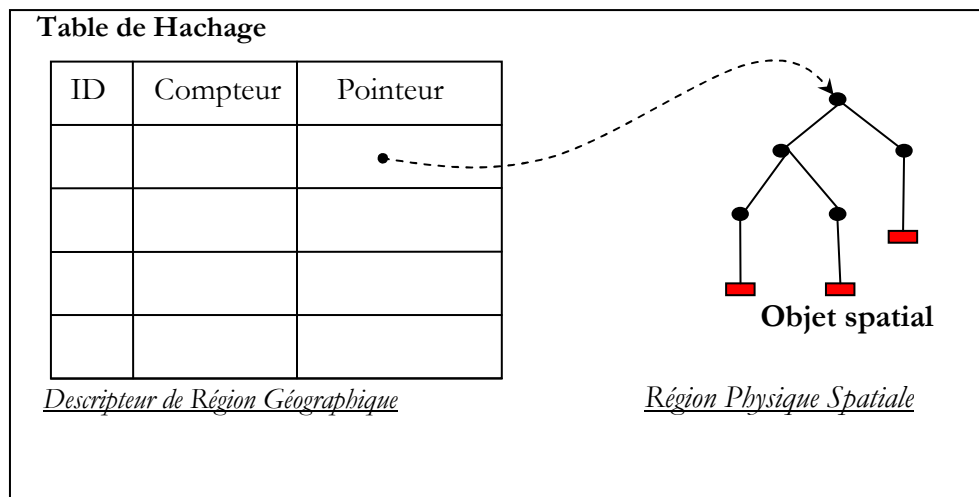 Table de Hachage
ID Compteur Pointeur
Objet spatial
Descripteur de Région Géographique
Région Physique Spatiale